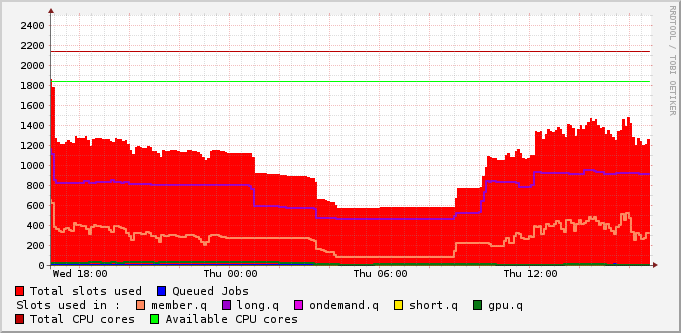 RRDTOOL / TOBI OETIKER
2400
2200
2000
1800
1600
1400
1200
1000
800
600
400
200
0
Wed 18:00 Thu 00:00 Thu 06:00 Thu 12:00
Total slots used Queued Jobs
Slots used in : member.q long.q ondemand.q short.q gpu.q
Total CPU cores Available CPU cores